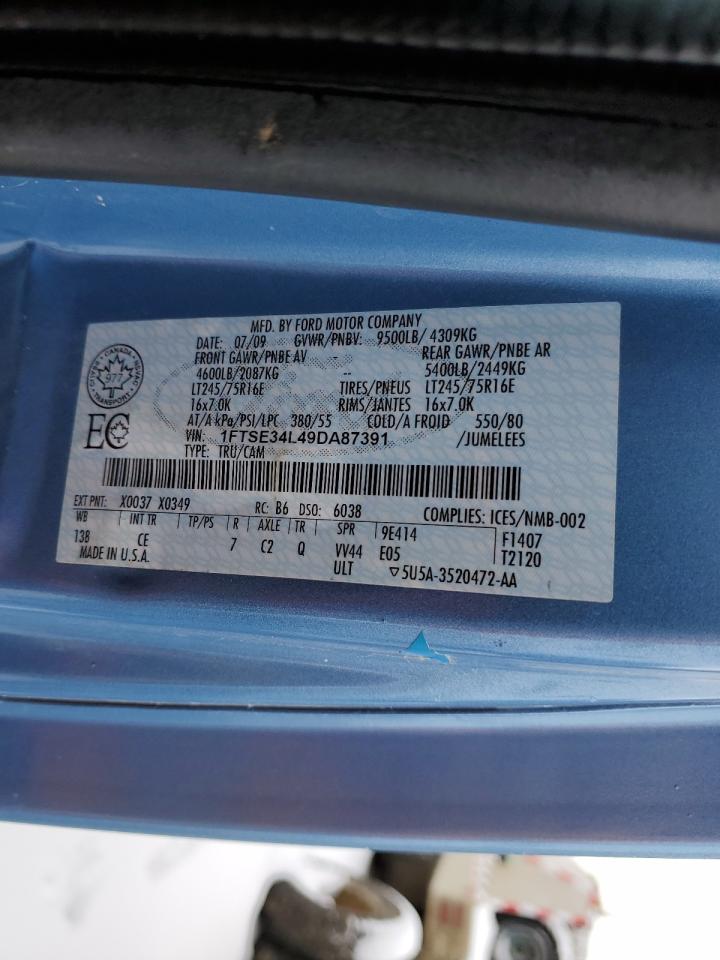 MFD. BY FORD MOTOR COMPANY
DATE: 07/09 GVWR/PNBV: 9500LB/ 4309KG
FRONT GAWR/PNBE AV -- REAR GAWR/PNBE AR
4600LB/2087KG -- 5400LB/2449KG
LT245/75R16E TIRES/PNEUS LT245/75R16E
16x7.0K RIMS/JANTES 16x7.0K
AT/A kPa/PSI/LPC 380/55 COLD/A FROID 550/80
VIN: 1FTSE34L49DA87391 /JUMELEES
TYPE: TRU/CAM
CANADA
977
TRANSPORT
EC
EXT PNT: X0037 X0349 RC: B6 DSO: 6038 COMPLIES: ICES/NMB-002
WB INT TR TP/PS R AXLE TR SPR 9E414 F1407
138 CE 7 C2 Q VV44 E05 T2120
MADE IN U.S.A. ULT ▽5U5A-3520472-AA